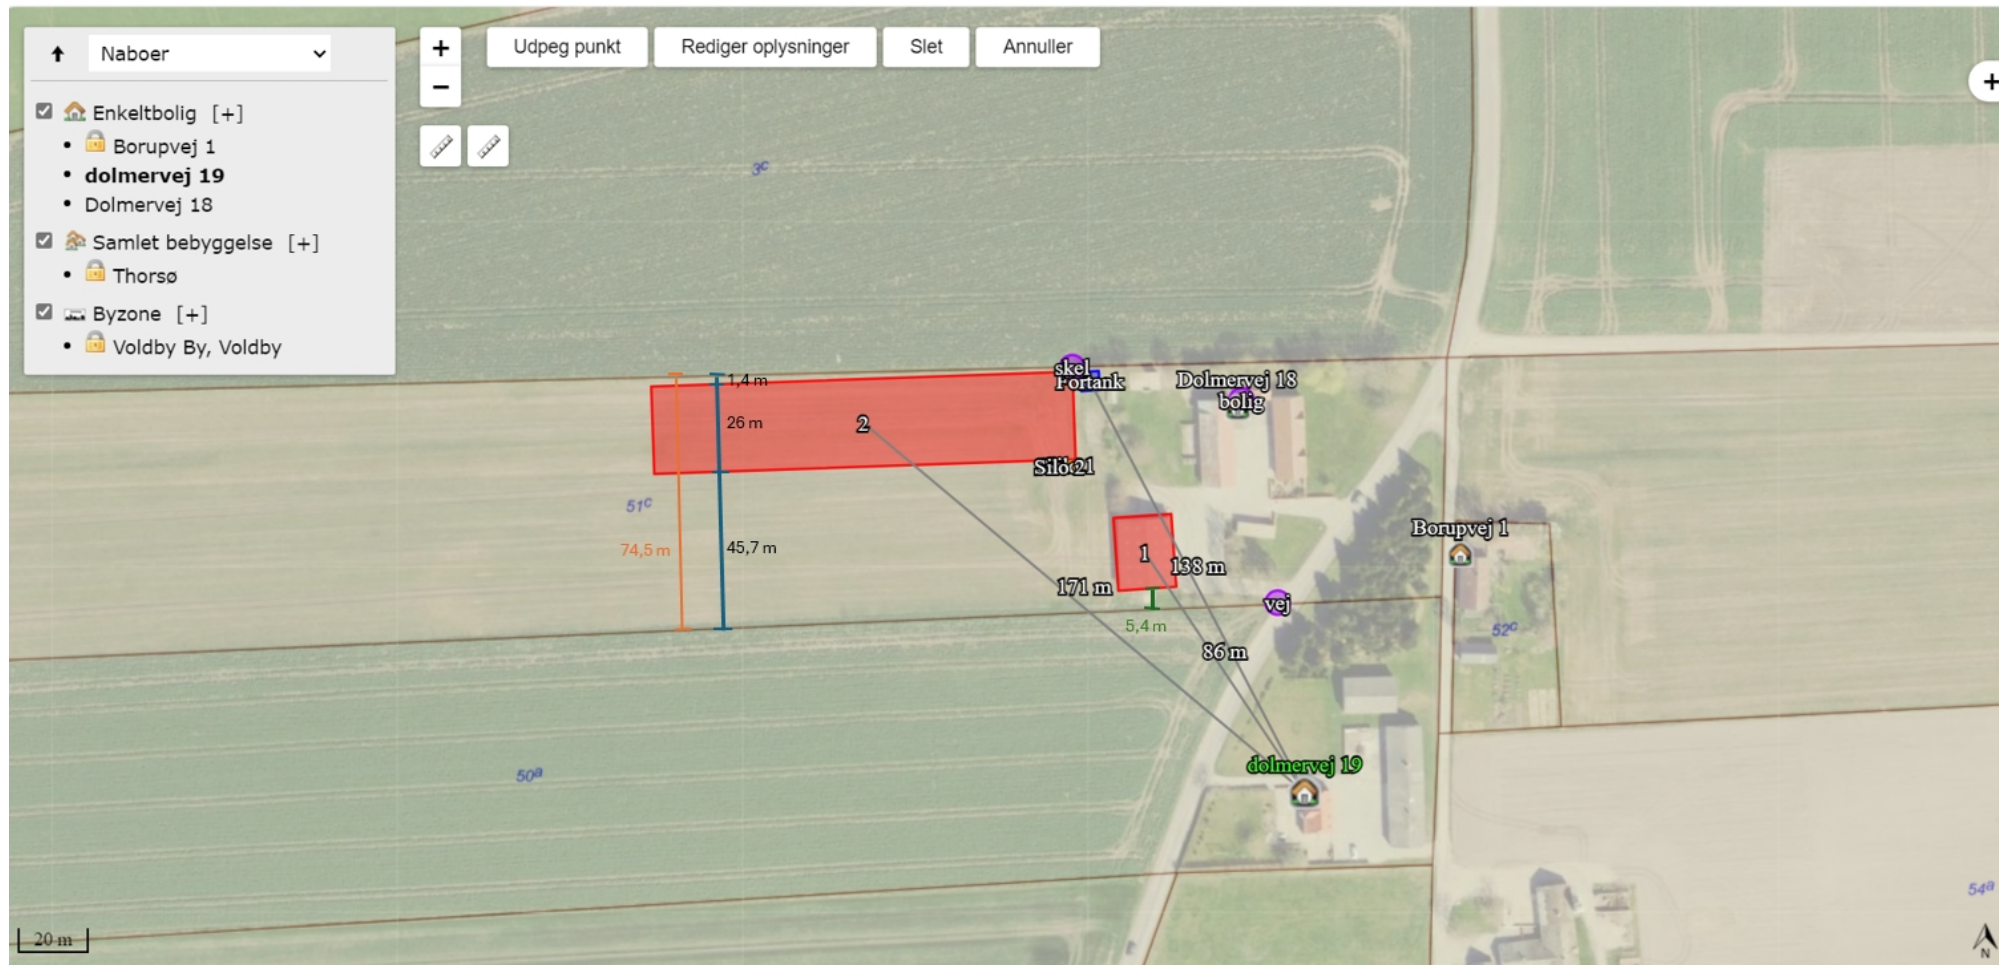 Naboer
+
Udpeg punkt
Rediger oplysninger
Slet
Annuller
−
+
Enkeltbolig [+]
Borupvej 1
dolmervej 19
Dolmervej 18
Samlet bebyggelse [+]
Thorsø
Byzone [+]
Voldby By, Voldby
3c
skel
Fortank
1,4 m
Dolmervej 18
bolig
26 m
2
51c
Borupvej 1
74,5 m
45,7 m
1
138 m
171 m
vej
5,4 m
52c
86 m
dolmervej 19
50a
54a
20 m
N